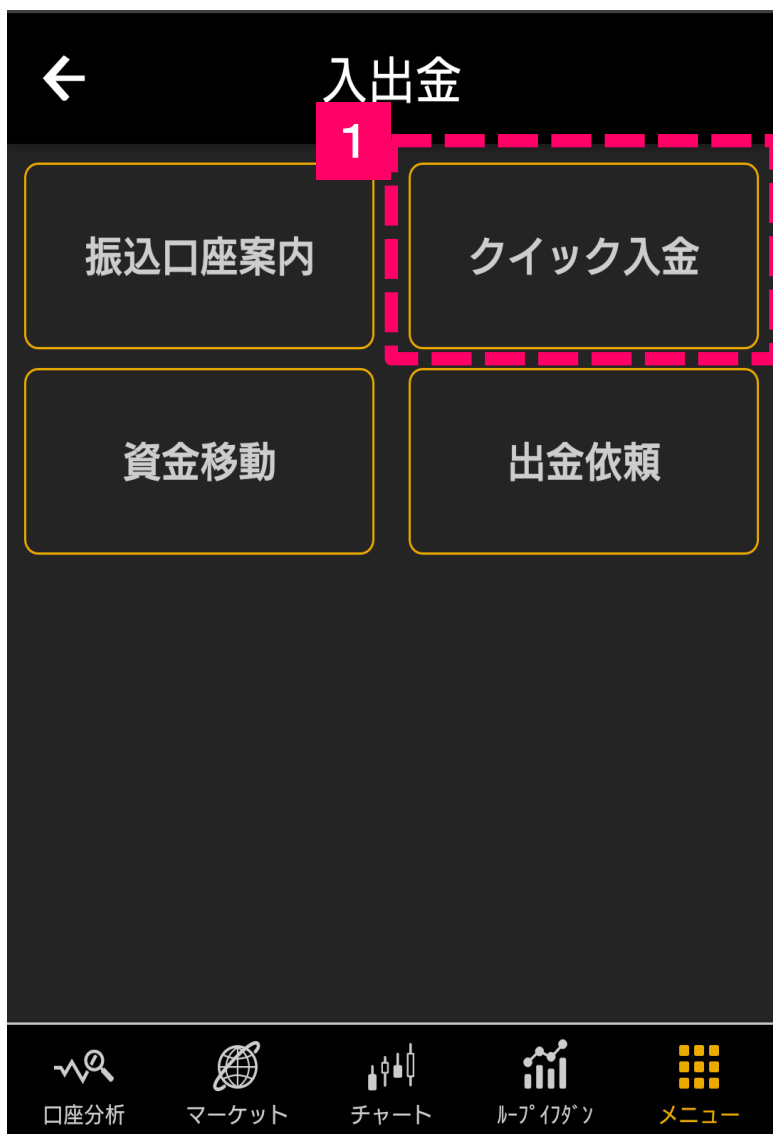 入出金
1
振込口座案内
クイック入金
資金移動
出金依頼
口座分析
マーケット
チャート
ﾙｰﾌﾟｲﾌﾀﾞﾝ
メニュー